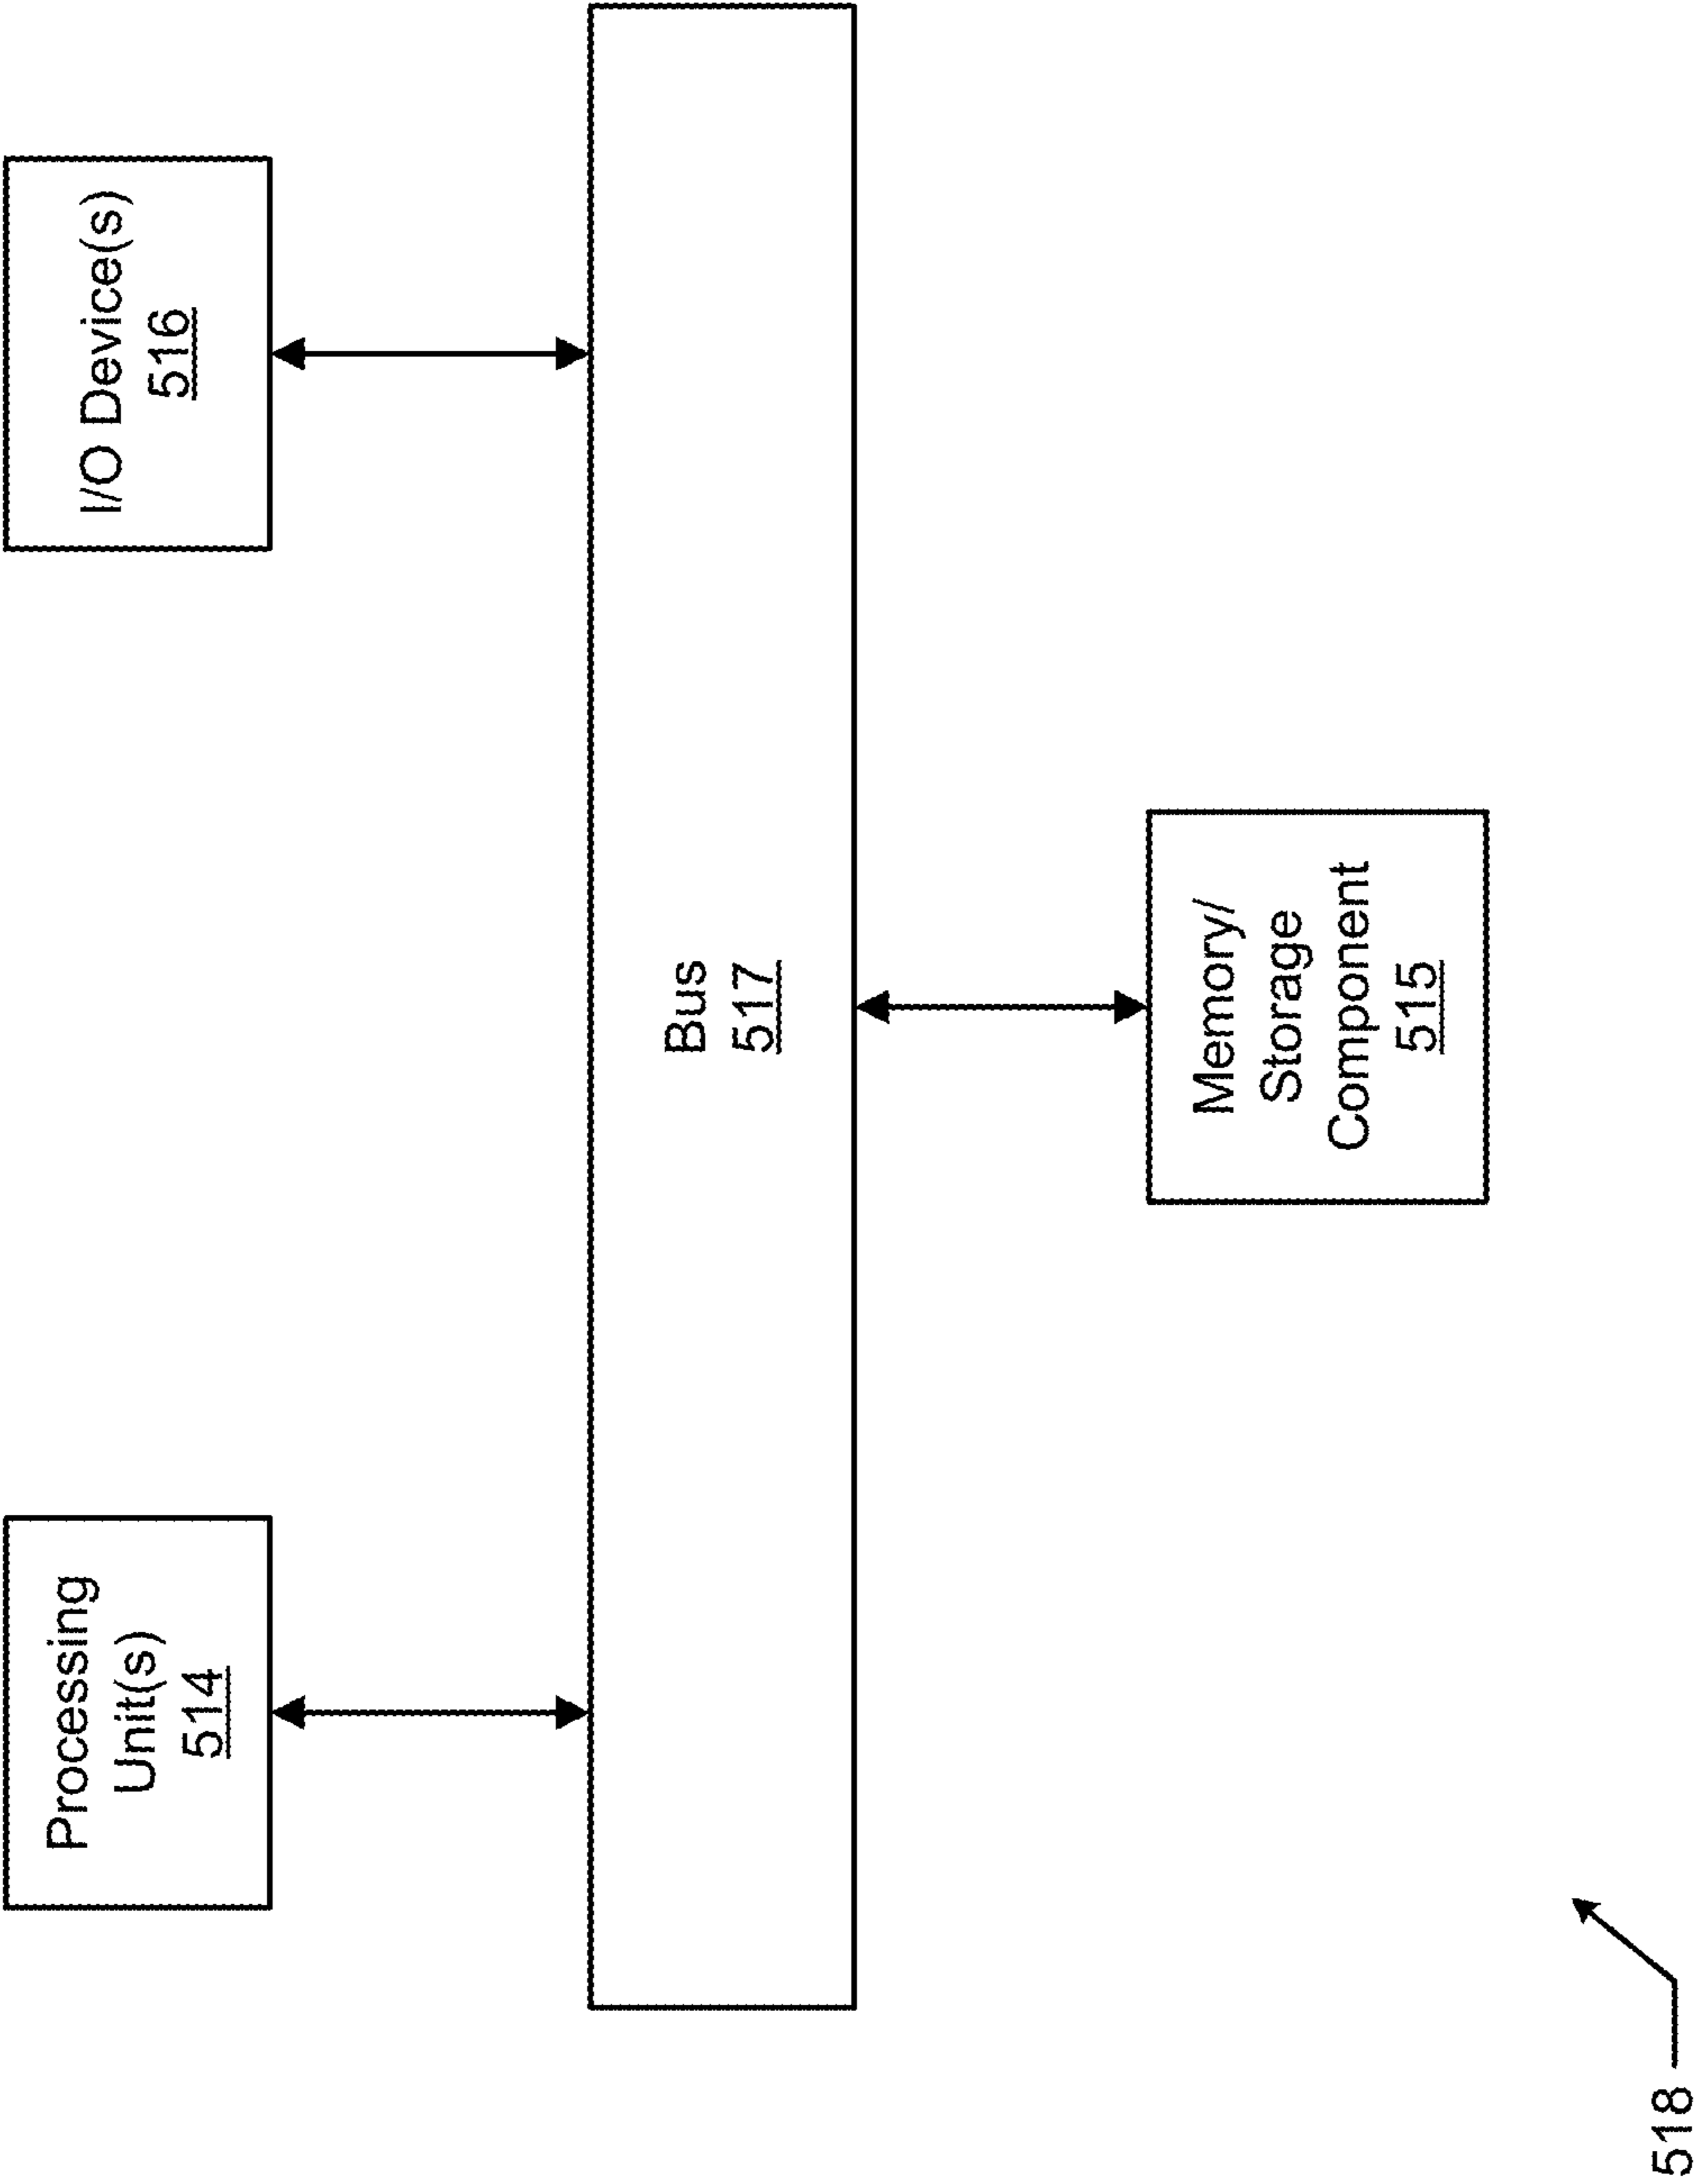 Processing
Unit(s)
514
I/O Device(s)
516
Bus
517
Memory/
Storage
Component
515
518